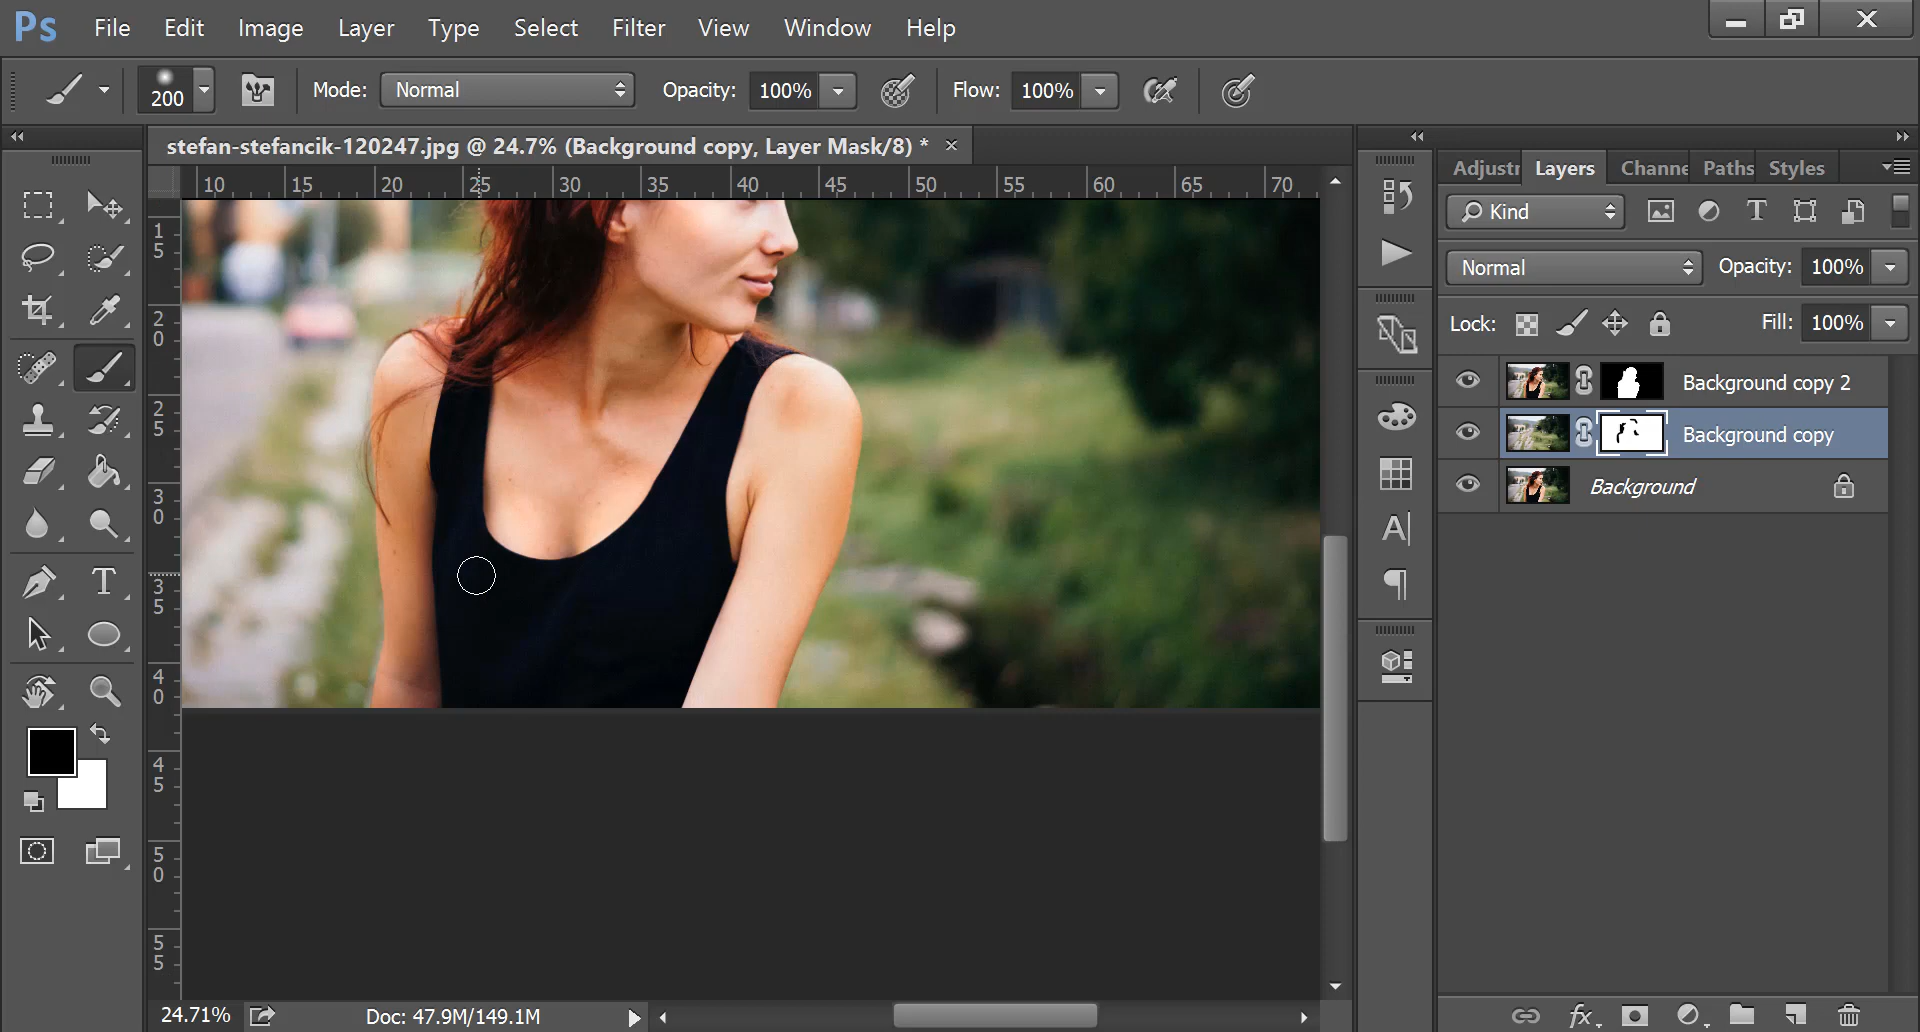 Ps File Edit Image Layer Type Select Filter View Window Help
200 Mode: Normal Opacity: 100% Flow: 100%
stefan-stefancik-120247.jpg @ 24.7% (Background copy, Layer Mask/8) * ×
10 15 20 25 30 35 40 45 50 55 60 65 70
15
20
25
30
35
40
45
50
55
Adjustr Layers Channe Paths Styles
Kind
Normal Opacity: 100%
Lock: Fill: 100%
Background copy 2
Background copy
Background
24.71% Doc: 47.9M/149.1M